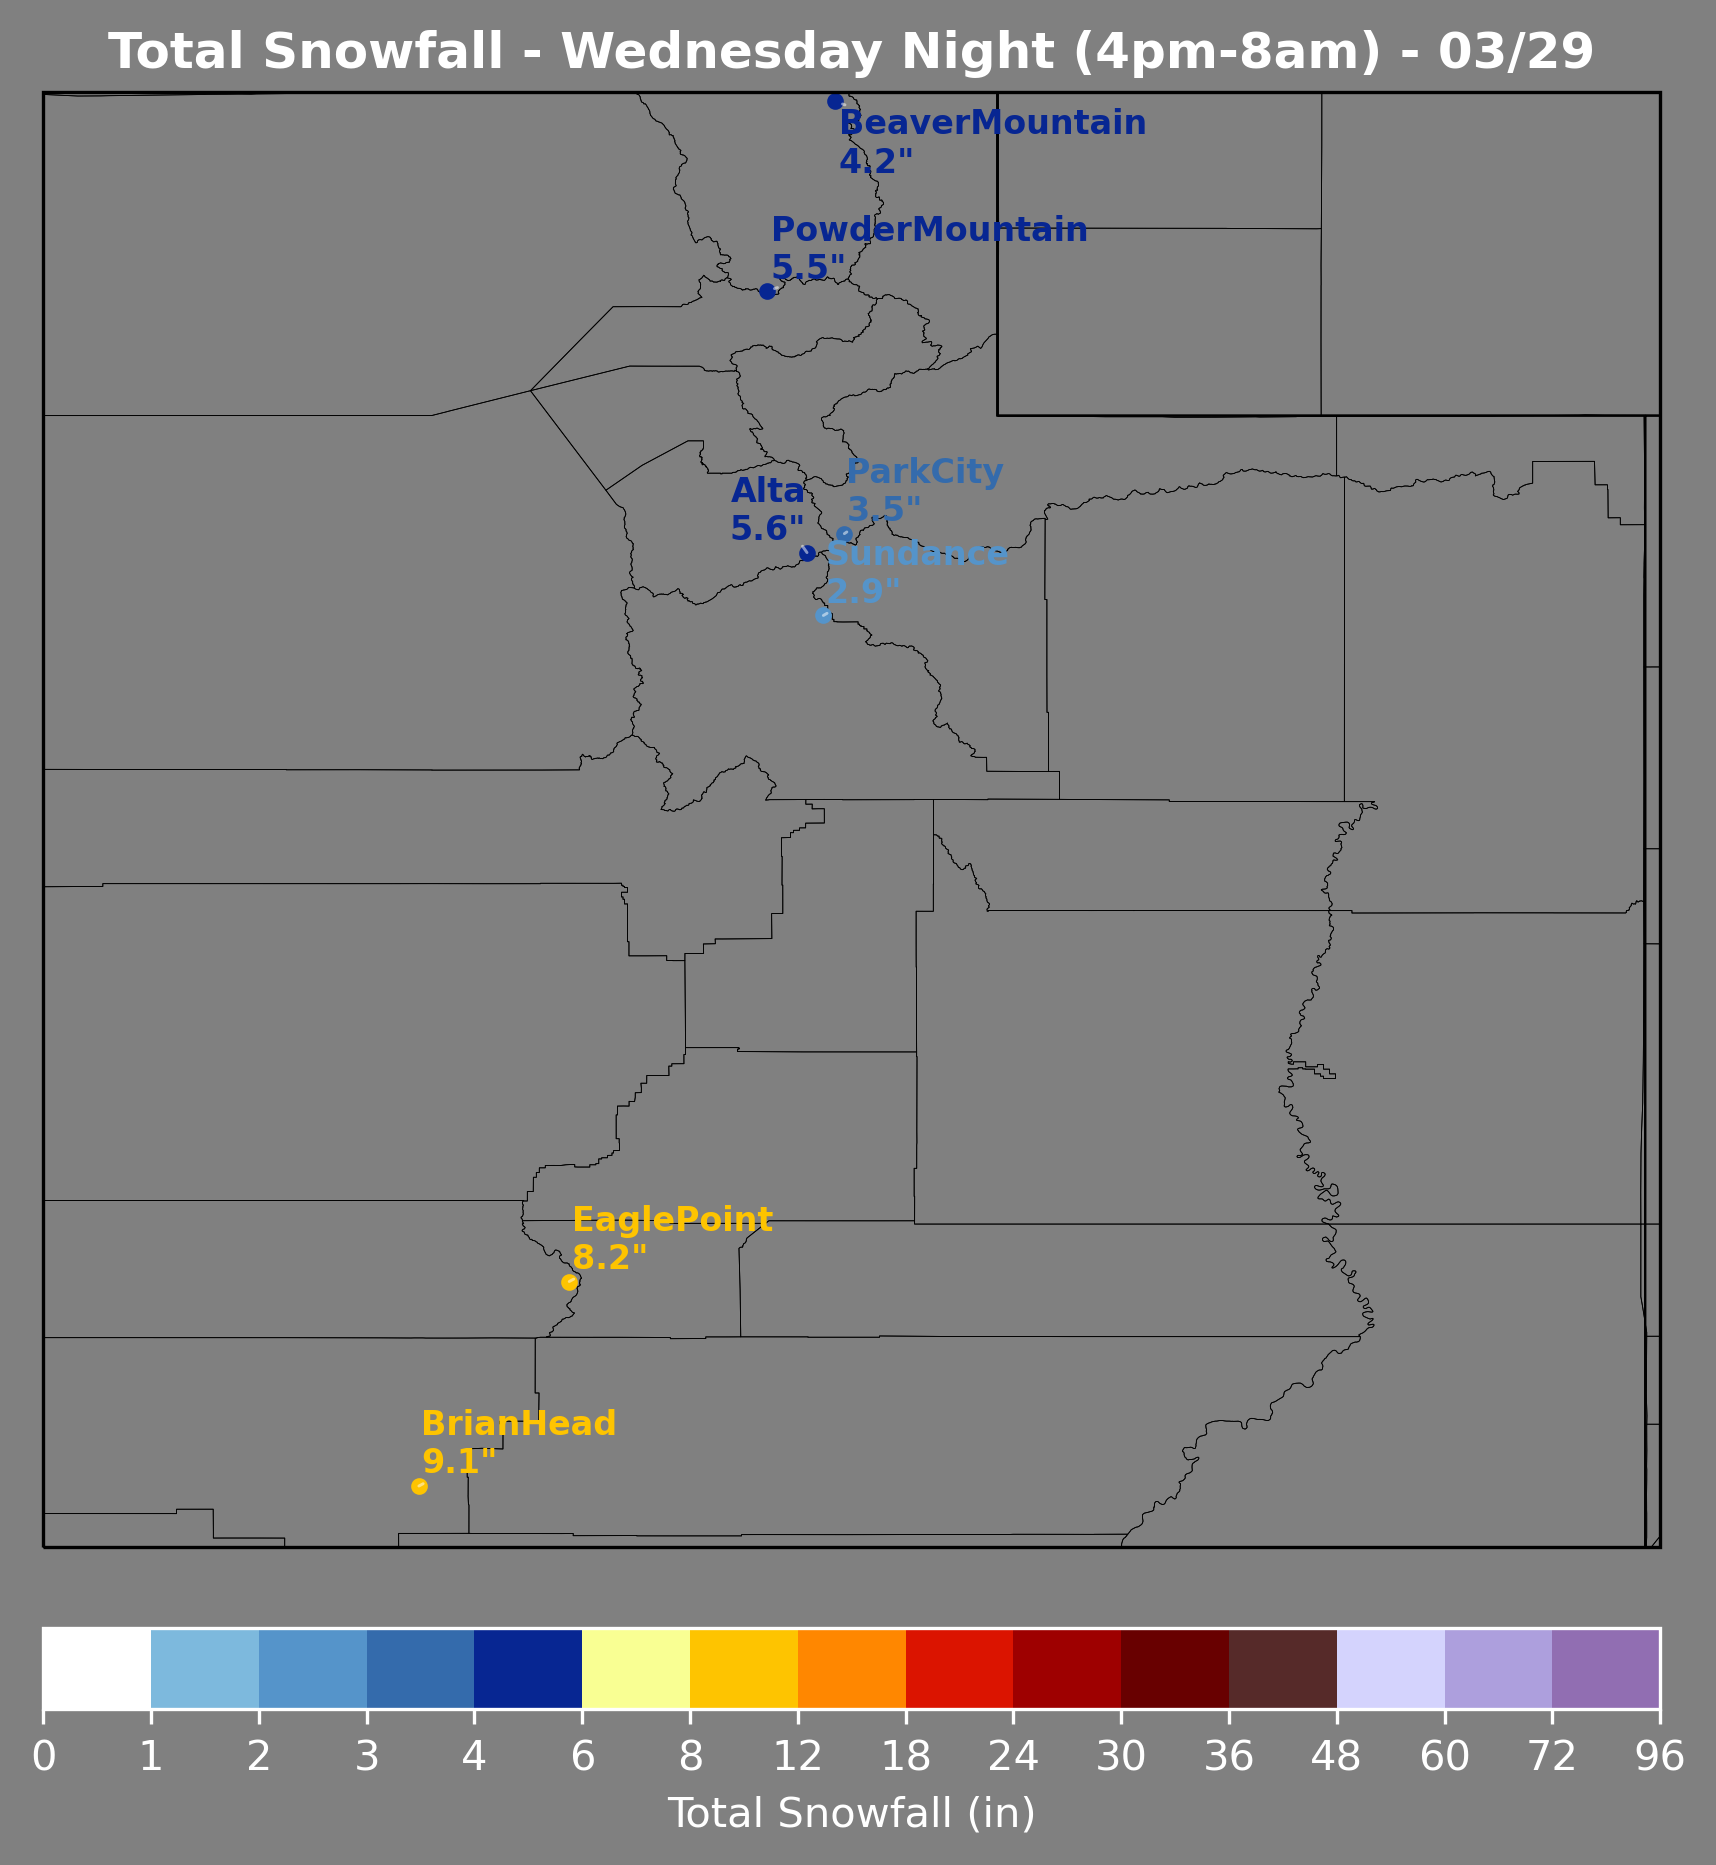 Total Snowfall - Wednesday Night (4pm-8am) - 03/29
BeaverMountain
4.2"
PowderMountain
5.5"
ParkCity
3.5"
Alta
5.6"
Sundance
2.9"
EaglePoint
8.2"
BrianHead
9.1"
0 1 2 3 4 6 8 12 18 24 30 36 48 60 72 96
Total Snowfall (in)